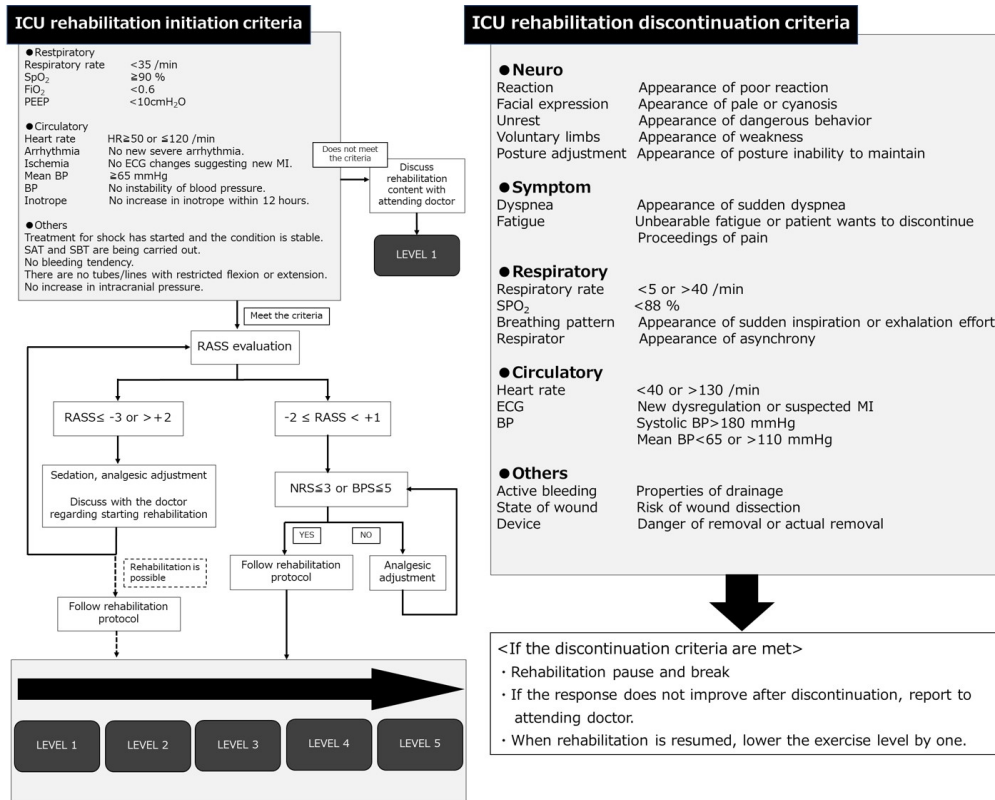 ICU rehabilitation initiation criteria
●Restpiratory
Respiratory rate <35 /min
SpO₂ ≧90 %
FiO₂ <0.6
PEEP <10cmH₂O
●Circulatory
Heart rate HR≧50 or ≦120 /min
Arrhythmia No new severe arrhythmia.
Ischemia No ECG changes suggesting new MI.
Mean BP ≧65 mmHg
BP No instability of blood pressure.
Inotrope No increase in inotrope within 12 hours.
●Others
Treatment for shock has started and the condition is stable.
SAT and SBT are being carried out.
No bleeding tendency.
There are no tubes/lines with restricted flexion or extension.
No increase in intracranial pressure.
Does not meet
the criteria
Discuss
rehabilitation
content with
attending doctor
LEVEL 1
Meet the criteria
RASS evaluation
RASS≦ -3 or >+2
-2 ≦ RASS < +1
Sedation, analgesic adjustment
Discuss with the doctor
regarding starting rehabilitation
NRS≦3 or BPS≦5
YES
NO
Rehabilitation is
possible
Follow rehabilitation
protocol
Analgesic
adjustment
Follow rehabilitation
protocol
LEVEL 1
LEVEL 2
LEVEL 3
LEVEL 4
LEVEL 5
ICU rehabilitation discontinuation criteria
●Neuro
Reaction Appearance of poor reaction
Facial expression Apearance of pale or cyanosis
Unrest Appearance of dangerous behavior
Voluntary limbs Appearance of weakness
Posture adjustment Appearance of posture inability to maintain
●Symptom
Dyspnea Appearance of sudden dyspnea
Fatigue Unbearable fatigue or patient wants to discontinue
Proceedings of pain
●Respiratory
Respiratory rate <5 or >40 /min
SPO₂ <88 %
Breathing pattern Appearance of sudden inspiration or exhalation effort
Respirator Appearance of asynchrony
●Circulatory
Heart rate <40 or >130 /min
ECG New dysregulation or suspected MI
BP Systolic BP>180 mmHg
Mean BP<65 or >110 mmHg
●Others
Active bleeding Properties of drainage
State of wound Risk of wound dissection
Device Danger of removal or actual removal
<If the discontinuation criteria are met>
・Rehabilitation pause and break
・If the response does not improve after discontinuation, report to
attending doctor.
・When rehabilitation is resumed, lower the exercise level by one.